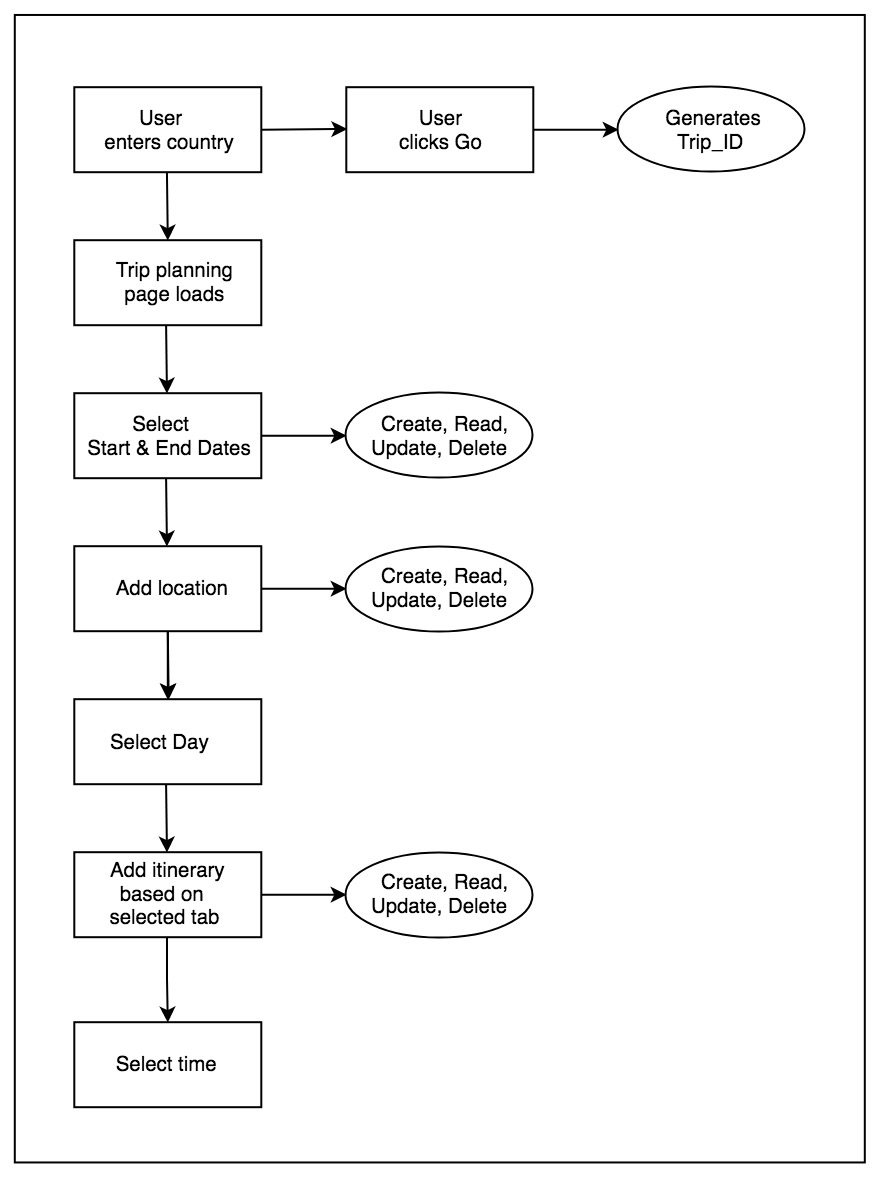 User
enters country
User
clicks Go
Generates
Trip_ID
Trip planning
page loads
Select
Start & End Dates
Create, Read,
Update, Delete
Add location
Create, Read,
Update, Delete
Select Day
Add itinerary
based on
selected tab
Create, Read,
Update, Delete
Select time